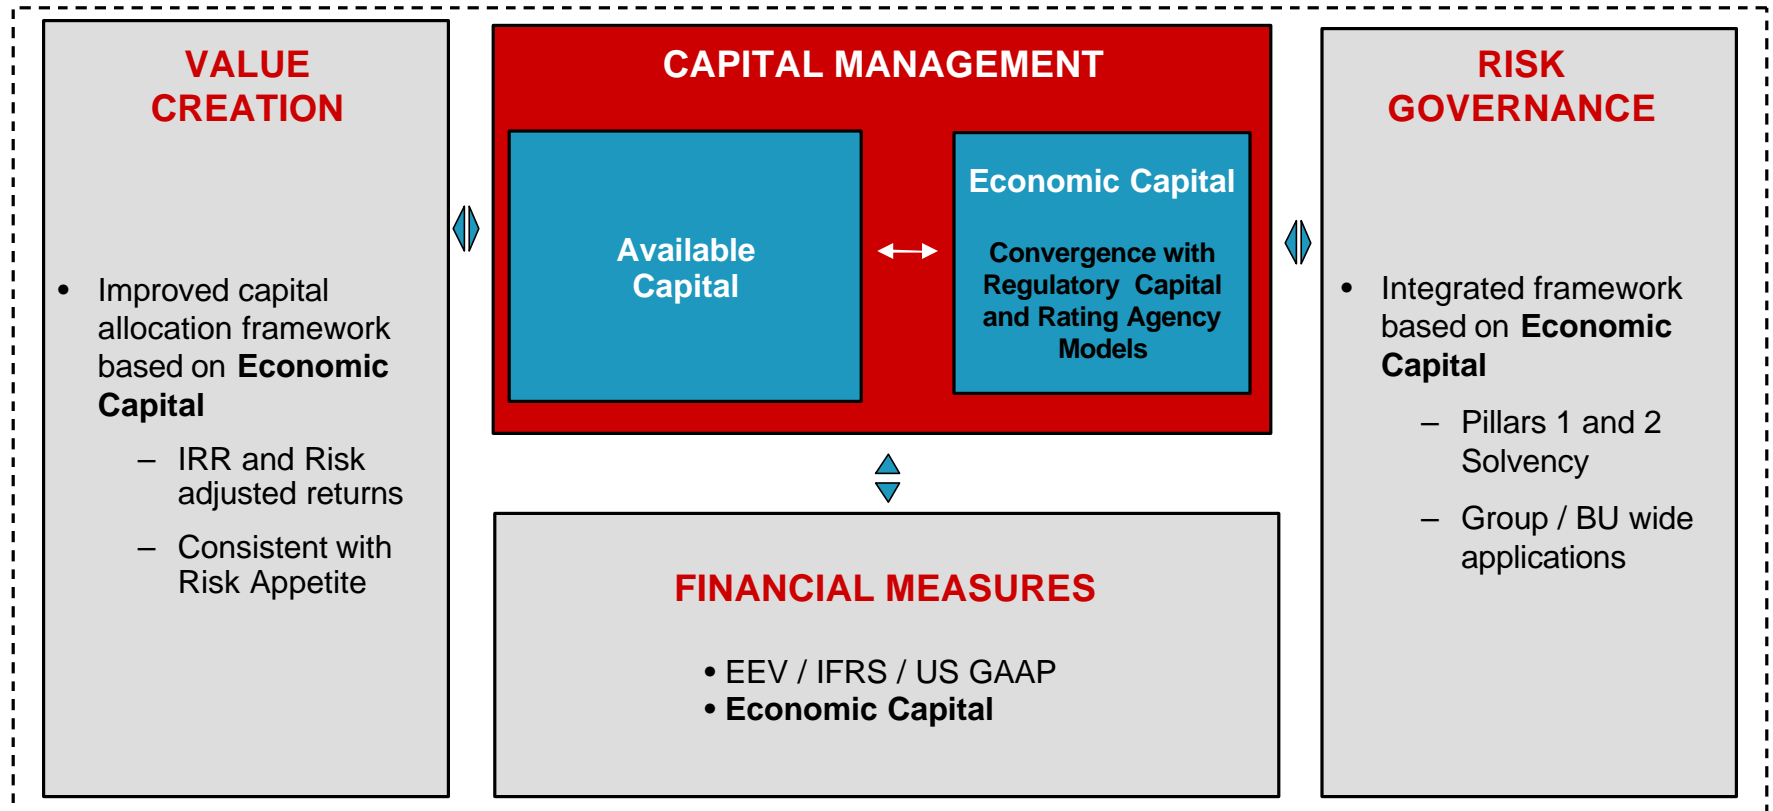 VALUE
CREATION
• Improved capital
allocation framework
based on Economic
Capital
– IRR and Risk
adjusted returns
– Consistent with
Risk Appetite
CAPITAL MANAGEMENT
Available
Capital
Economic Capital
Convergence with
Regulatory Capital
and Rating Agency
Models
FINANCIAL MEASURES
• EEV / IFRS / US GAAP
• Economic Capital
RISK
GOVERNANCE
• Integrated framework
based on Economic
Capital
– Pillars 1 and 2
Solvency
– Group / BU wide
applications